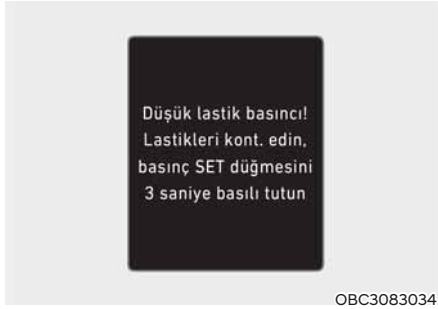 Düşük lastik basıncı!
Lastikleri kont. edin,
basınç SET düğmesini
3 saniye basılı tutun
OBC3083034